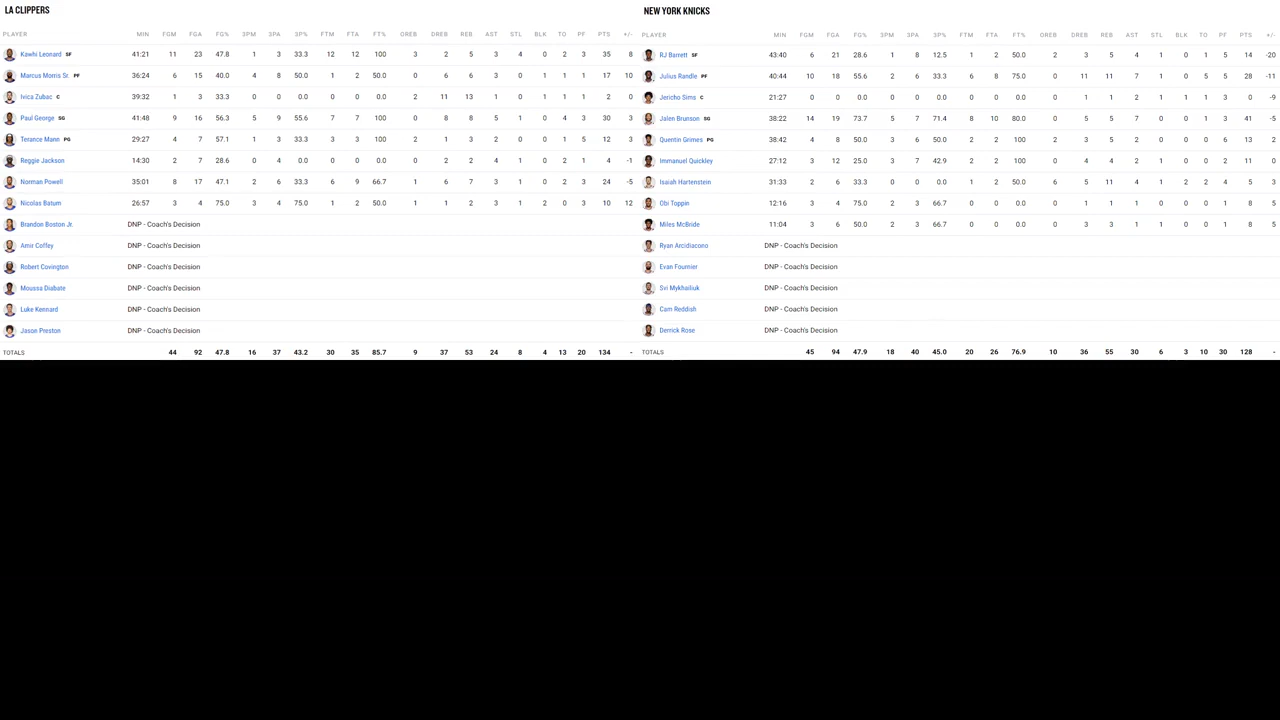 LA CLIPPERS
PLAYER MIN FGM FGA FG% 3PM 3PA 3P% FTM FTA FT% OREB DREB REB AST STL BLK TO PF PTS +/-
Kawhi Leonard SF 41:21 11 23 47.8 1 3 33.3 12 12 100 3 2 5 3 4 0 2 3 35 8
Marcus Morris Sr. PF 36:24 6 15 40.0 4 8 50.0 1 2 50.0 0 6 6 3 0 1 1 1 17 10
Ivica Zubac C 39:32 1 3 33.3 0 0 0.0 0 0 0.0 2 11 13 1 0 1 1 1 2 0
Paul George SG 41:48 9 16 56.3 5 9 55.6 7 7 100 0 8 8 5 1 0 4 3 30 3
Terance Mann PG 29:27 4 7 57.1 1 3 33.3 3 3 100 2 1 3 2 0 0 1 5 12 3
Reggie Jackson 14:30 2 7 28.6 0 4 0.0 0 0 0.0 0 2 2 4 1 0 2 1 4 -1
Norman Powell 35:01 8 17 47.1 2 6 33.3 6 9 66.7 1 6 7 3 1 0 2 3 24 -5
Nicolas Batum 26:57 3 4 75.0 3 4 75.0 1 2 50.0 1 1 2 3 1 2 0 3 10 12
Brandon Boston Jr. DNP - Coach's Decision
Amir Coffey DNP - Coach's Decision
Robert Covington DNP - Coach's Decision
Moussa Diabate DNP - Coach's Decision
Luke Kennard DNP - Coach's Decision
Jason Preston DNP - Coach's Decision
TOTALS 44 92 47.8 16 37 43.2 30 35 85.7 9 37 53 24 8 4 13 20 134 -
NEW YORK KNICKS
PLAYER MIN FGM FGA FG% 3PM 3PA 3P% FTM FTA FT% OREB DREB REB AST STL BLK TO PF PTS +/-
RJ Barrett SF 43:40 6 21 28.6 1 8 12.5 1 2 50.0 2 3 5 4 1 0 1 5 14 -20
Julius Randle PF 40:44 10 18 55.6 2 6 33.3 6 8 75.0 0 11 11 7 1 0 5 5 28 -11
Jericho Sims C 21:27 0 0 0.0 0 0 0.0 0 0 0.0 0 1 1 2 1 1 1 3 0 -9
Jalen Brunson SG 38:22 14 19 73.7 5 7 71.4 8 10 80.0 0 5 5 7 1 0 1 3 41 -5
Quentin Grimes PG 38:42 4 8 50.0 3 6 50.0 2 2 100 2 3 5 2 0 0 0 6 13 2
Immanuel Quickley 27:12 3 12 25.0 3 7 42.9 2 2 100 0 4 4 2 1 0 0 2 11 1
Isaiah Hartenstein 31:33 2 6 33.3 0 0 0.0 1 2 50.0 6 5 11 4 1 2 2 4 5 3
Obi Toppin 12:16 3 4 75.0 2 3 66.7 0 0 0.0 0 1 1 1 0 0 0 1 8 5
Miles McBride 11:04 3 6 50.0 2 3 66.7 0 0 0.0 0 3 3 1 1 0 0 1 8 5
Ryan Arcidiacono DNP - Coach's Decision
Evan Fournier DNP - Coach's Decision
Svi Mykhailiuk DNP - Coach's Decision
Cam Reddish DNP - Coach's Decision
Derrick Rose DNP - Coach's Decision
TOTALS 45 94 47.9 18 40 45.0 20 26 76.9 10 36 55 30 6 3 10 30 128 -